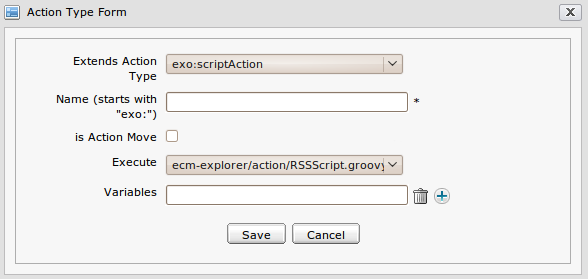 Action Type Form
Extends Action
Type
exo:scriptAction
Name (starts with
"exo:")
*
is Action Move
Execute
ecm-explorer/action/RSSScript.groovy
Variables
Save
Cancel